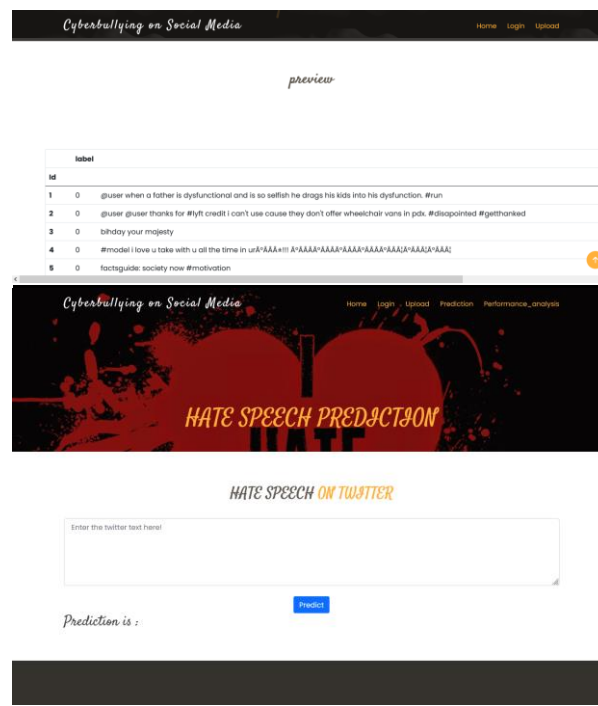 Cyberbullying on Social Media Home Login Upload
preview
label
Id
1 0 @user when a father is dysfunctional and is so selfish he drags his kids into his dysfunction. #run
2 0 @user @user thanks for #lyft credit i can't use cause they don't offer wheelchair vans in pdx. #disapointed #getthanked
3 0 bihday your majesty
4 0 #model i love u take with u all the time in
5 0 factsguide: society now #motivation
Cyberbullying on Social Media Home Login Upload Prediction Performance_analysis
HATE SPEECH PREDICTION
HATE
HATE SPEECH ON TWITTER
Enter the twitter text here!
Predict
Prediction is :